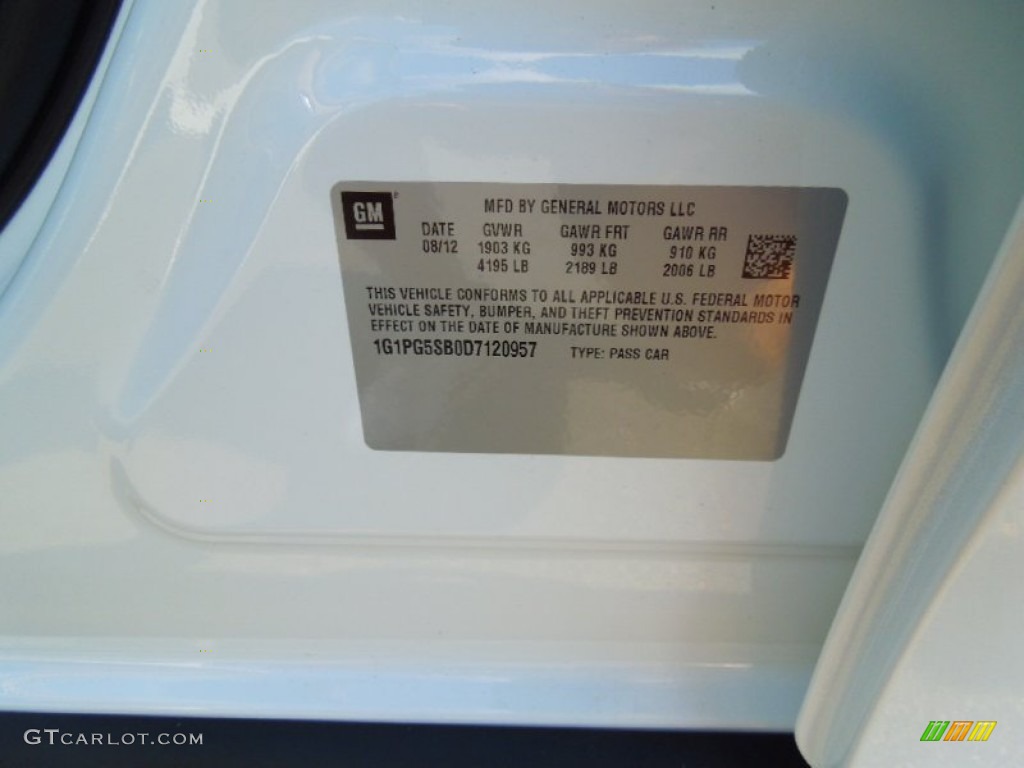 GM®
MFD BY GENERAL MOTORS LLC
DATE GVWR GAWR FRT GAWR RR
08/12 1903 KG 993 KG 910 KG
4195 LB 2189 LB 2006 LB
THIS VEHICLE CONFORMS TO ALL APPLICABLE U.S. FEDERAL MOTOR
VEHICLE SAFETY, BUMPER, AND THEFT PREVENTION STANDARDS IN
EFFECT ON THE DATE OF MANUFACTURE SHOWN ABOVE.
1G1PG5SB0D7120957 TYPE: PASS CAR
GTCARLOT.COM